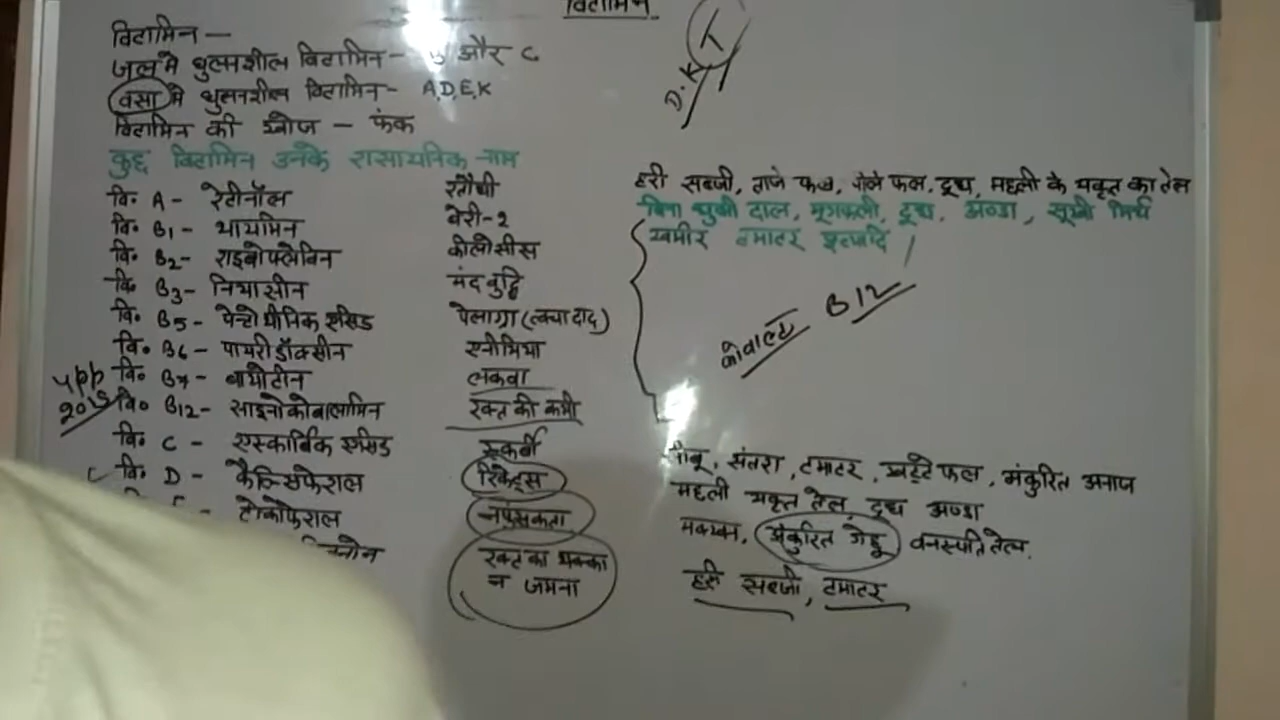 विटामिन
विटामिन —
जल मे घुलनशील विटामिन - और C
वसा मे घुलनशील विटामिन - A,D,E,K
विटामिन की खोज - फंक
कुछ विटामिन उनके रासायनिक नाम
वि॰ A - रेटीनॉल रतौंधी हरी सब्जी, ताजे फल, पीले फल, दूध, मछली के यकृत का तेल
वि॰ B1 - थायमिन बेरी-२ बिना धुली दाल, मूंगफली, दूध, अण्डा, सूखी मिर्च
वि॰ B2 - राइबोफ्लेविन कीलोसीस खमीर टमाटर इत्यादि
वि॰ B3 - नियासीन मंद बुद्धि
वि॰ B5 - पेन्टोथीनिक एसिड पेलाग्रा (त्वचा दाद)
वि॰ B6 - पायरीडॉक्सीन एनीमिया
वि॰ B7 - बायोटीन लकवा
वि॰ B12 - साइनोकोबालामिन रक्त की कमी
कोबाल्ट B12
वि॰ C - एस्कार्बिक एसिड स्कर्वी नीबू, संतरा, टमाटर, खट्टे फल, अंकुरित अनाज
वि॰ D - कैल्सिफेराल रिकेट्स मछली यकृत तेल, दूध अण्डा
टोकोफेराल नपुंसकता मक्खन, अंकुरित गेहू वनस्पति तेल.
रक्त का थक्का न जमना हरी सब्जी, टमाटर
D.K
K